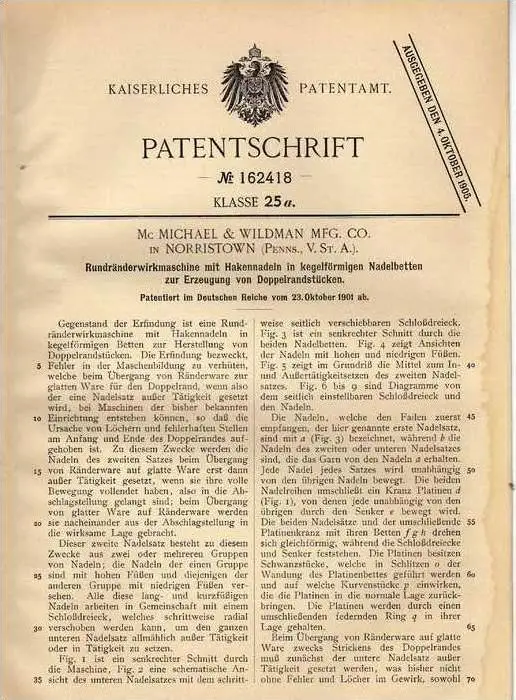 KAISERLICHES PATENTAMT.
AUSGEGEBEN DEN 4. OKTOBER 1905.
PATENTSCHRIFT
— № 162418 —
KLASSE 25a.
MC MICHAEL & WILDMAN MFG. CO.
IN NORRISTOWN (PENNS., V. ST. A.).
Rundränderwirkmaschine mit Hakennadeln in kegelförmigen Nadelbetten
zur Erzeugung von Doppelrandstücken.
Patentiert im Deutschen Reiche vom 23. Oktober 1901 ab.
Gegenstand der Erfindung ist eine Rund-
ränderwirkmaschine mit Hakennadeln in
kegelförmigen Betten zur Herstellung von
Doppelrandstücken. Die Erfindung bezweckt,
5 Fehler in der Maschenbildung zu verhüten,
welche beim Übergang von Ränderware zur
glatten Ware für den Doppelrand, wenn also
der eine Nadelsatz außer Tätigkeit gesetzt
wird, bei Maschinen der bisher bekannten
10 Einrichtung entstehen können, so daß die
Ursache von Löchern und fehlerhaften Stellen
am Anfang und Ende des Doppelrandes auf-
gehoben ist. Zu diesem Zwecke werden die
Nadeln des zweiten Satzes beim Übergang
15 von Ränderware auf glatte Ware erst dann
außer Tätigkeit gesetzt, wenn sie ihre volle
Bewegung vollendet haben, also in die Ab-
schlagstellung gelangt sind; beim Übergang
von glatter Ware auf Ränderware werden
20 sie nacheinander aus der Abschlagstellung in
die wirksame Lage gebracht.
Dieser zweite Nadelsatz besteht zu diesem
Zwecke aus zwei oder mehreren Gruppen
von Nadeln; die Nadeln der einen Gruppe
25 sind mit hohen Füßen und diejenigen der
anderen Gruppe mit niedrigen Füßen ver-
sehen. Alle diese lang- und kurzfüßigen
Nadeln arbeiten in Gemeinschaft mit einem
Schloßdreieck, welches schrittweise radial
30 verschoben werden kann, um den ganzen
unteren Nadelsatz allmählich außer Tätigkeit
oder in Tätigkeit zu setzen.
Fig. 1 ist ein senkrechter Schnitt durch
die Maschine, Fig. 2 eine schematische An-
35 sicht des unteren Nadelsatzes mit dem schritt-
weise seitlich verschiebbaren Schloßdreieck.
Fig. 3 ist ein senkrechter Schnitt durch die
beiden Nadelbetten. Fig. 4 zeigt Ansichten
der Nadeln mit hohen und niedrigen Füßen.
Fig. 5 zeigt im Grundriß die Mittel zum In- 40
und Außertätigkeitsetzen des zweiten Nadel-
satzes. Fig. 6 bis 9 sind Diagramme von
dem seitlich einstellbaren Schloßdreieck und
den Nadeln.
Die Nadeln, welche den Faden zuerst 45
empfangen, der hier genannte erste Nadelsatz,
sind mit a (Fig. 3) bezeichnet, während b die
Nadeln des zweiten oder unteren Nadelsatzes
sind, die das Garn von den Nadeln a erhalten.
Jede Nadel jedes Satzes wird unabhängig
von den übrigen Nadeln bewegt. Die beiden
Nadelreihen umschließt ein Kranz Platinen d
(Fig. 1), von denen jede unabhängig von den
übrigen durch den Senker e bewegt wird.
Die beiden Nadelsätze und der umschließende 55
Platinenkranz mit ihren Betten f g h drehen
sich gleichförmig, während die Schloßdreiecke
und Senker feststehen. Die Platinen besitzen
Schwanzstücke, welche in Schlitzen o der
Wandung des Platinenbettes geführt werden 60
und auf welche Kurvenstücke p einwirken,
die die Platinen in die normale Lage zurück-
bringen. Die Platinen werden durch einen
umschließenden federnden Ring q in ihrer
Lage gehalten. 65
Beim Übergang von Ränderware auf glatte
Ware zwecks Strickens des Doppelrandes
muß zunächst der untere Nadelsatz außer
Tätigkeit gesetzt werden, was bisher nicht
ohne Fehler und Löcher im Gewirk, sowohl 70